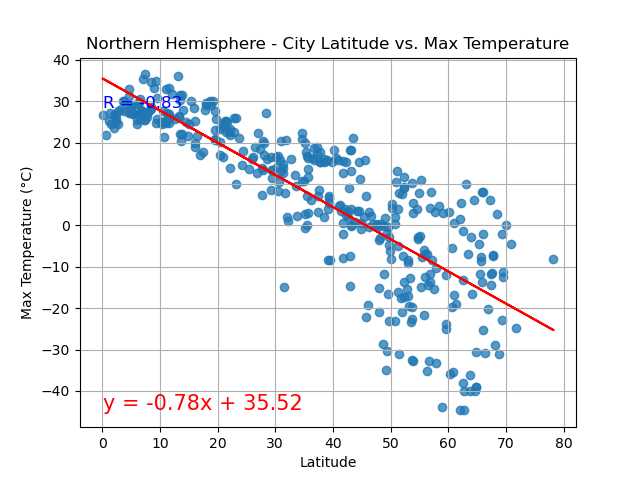 Northern Hemisphere - City Latitude vs. Max Temperature
Max Temperature (°C)
40
30
20
10
0
−10
−20
−30
−40
R = -0.83
y = -0.78x + 35.52
0 10 20 30 40 50 60 70 80
Latitude